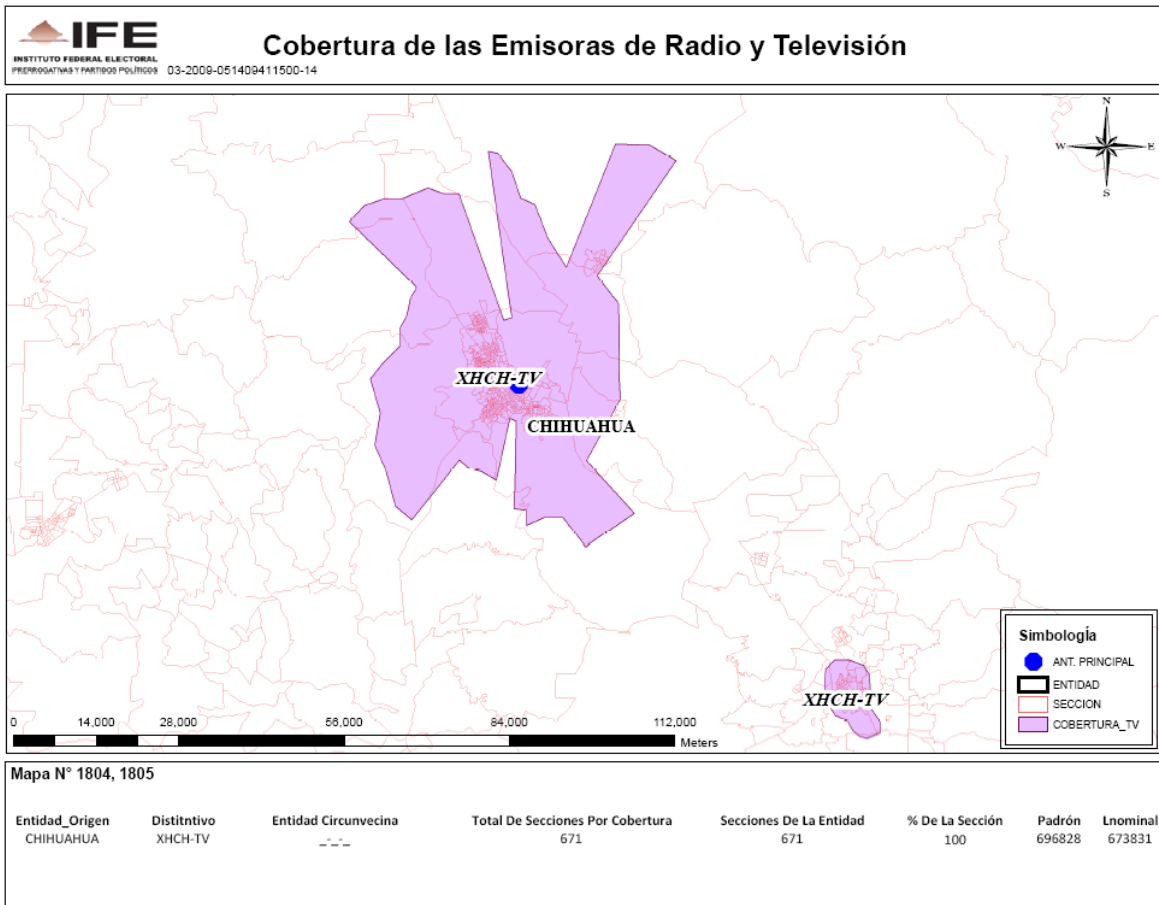 IFE
INSTITUTO FEDERAL ELECTORAL
PRERROGATIVAS Y PARTIDOS POLÍTICOS
03-2009-051409411500-14
Cobertura de las Emisoras de Radio y Televisión
N
W E
S
XHCH-TV
CHIHUAHUA
XHCH-TV
Simbología
ANT. PRINCIPAL
ENTIDAD
SECCION
COBERTURA_TV
0 14,000 28,000 56,000 84,000 112,000
Meters
Mapa N° 1804, 1805
Entidad_Origen Distitntivo Entidad Circunvecina Total De Secciones Por Cobertura Secciones De La Entidad % De La Sección Padrón Lnominal
CHIHUAHUA XHCH-TV _-_-_ 671 671 100 696828 673831